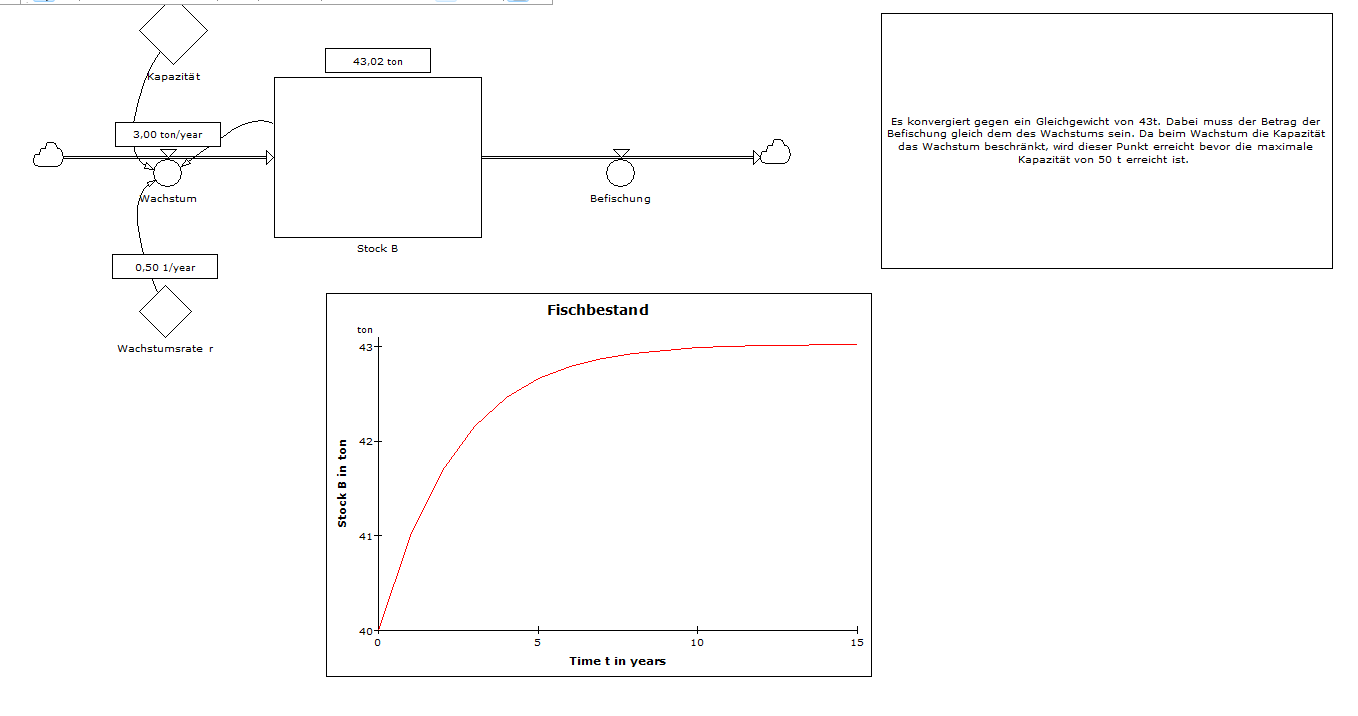 Kapazität
43,02 ton
3,00 ton/year
Wachstum
Befischung
Stock B
0,50 1/year
Wachstumsrate r
Es konvergiert gegen ein Gleichgewicht von 43t. Dabei muss der Betrag der
Befischung gleich dem des Wachstums sein. Da beim Wachstum die Kapazität
das Wachstum beschränkt, wird dieser Punkt erreicht bevor die maximale
Kapazität von 50 t erreicht ist.
Fischbestand
ton
43
42
41
40
Stock B in ton
0 5 10 15
Time t in years